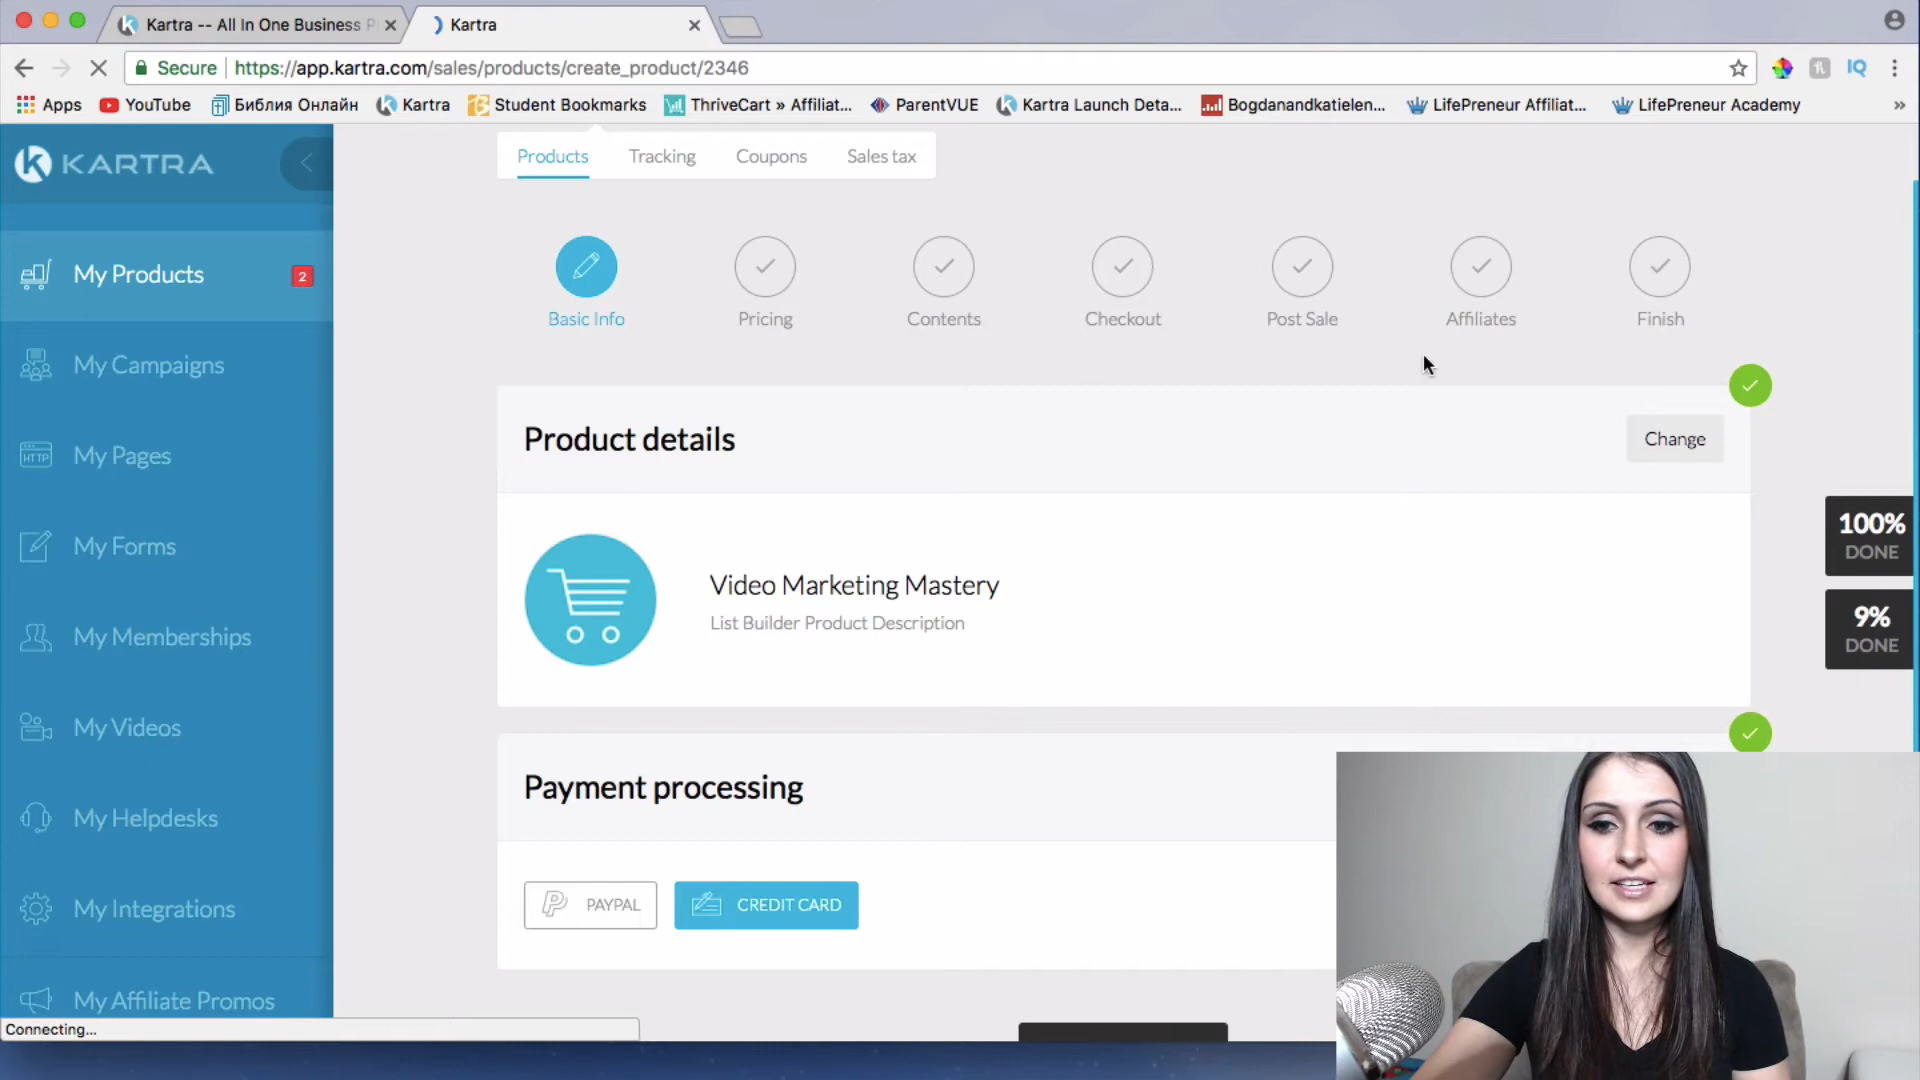 Kartra -- All In One Business P
Kartra
Secure
https://app.kartra.com/sales/products/create_product/2346
IQ
Apps
YouTube
Библия Онлайн
Kartra
Student Bookmarks
ThriveCart » Affiliat...
ParentVUE
Kartra Launch Deta...
Bogdanandkatielen...
LifePreneur Affiliat...
LifePreneur Academy
»
KARTRA
Products
Tracking
Coupons
Sales tax
My Products
2
My Campaigns
HTTP
My Pages
My Forms
My Memberships
My Videos
My Helpdesks
My Integrations
My Affiliate Promos
Basic Info
Pricing
Contents
Checkout
Post Sale
Affiliates
Finish
Product details
Change
Video Marketing Mastery
List Builder Product Description
100%
DONE
9%
DONE
Payment processing
PAYPAL
CREDIT CARD
Connecting...